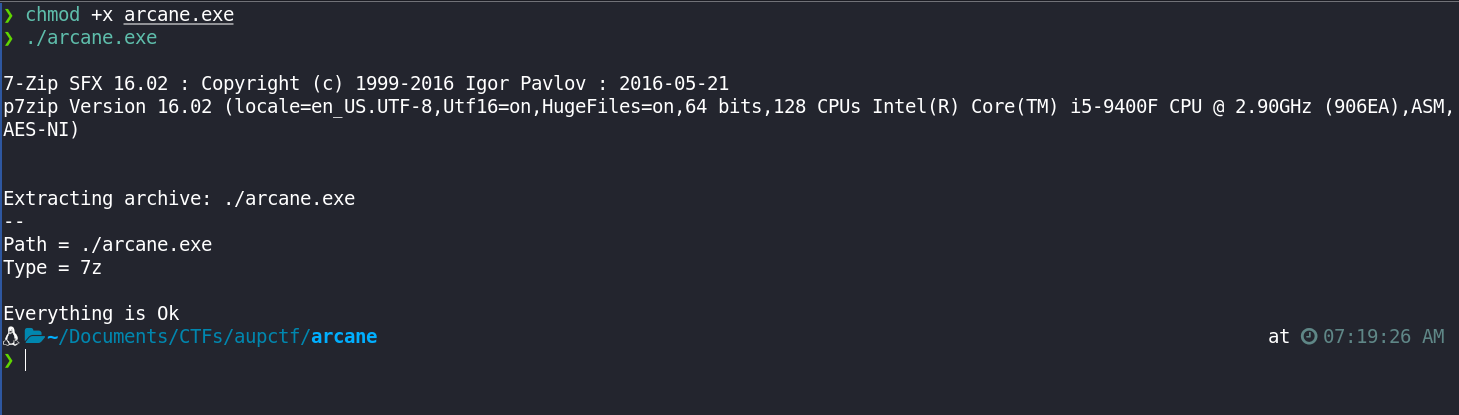 ❯ chmod +x arcane.exe
❯ ./arcane.exe
7-Zip SFX 16.02 : Copyright (c) 1999-2016 Igor Pavlov : 2016-05-21
p7zip Version 16.02 (locale=en_US.UTF-8,Utf16=on,HugeFiles=on,64 bits,128 CPUs Intel(R) Core(TM) i5-9400F CPU @ 2.90GHz (906EA),ASM,
AES-NI)
Extracting archive: ./arcane.exe
--
Path = ./arcane.exe
Type = 7z
Everything is Ok
~/Documents/CTFs/aupctf/arcane at 07:19:26 AM
❯